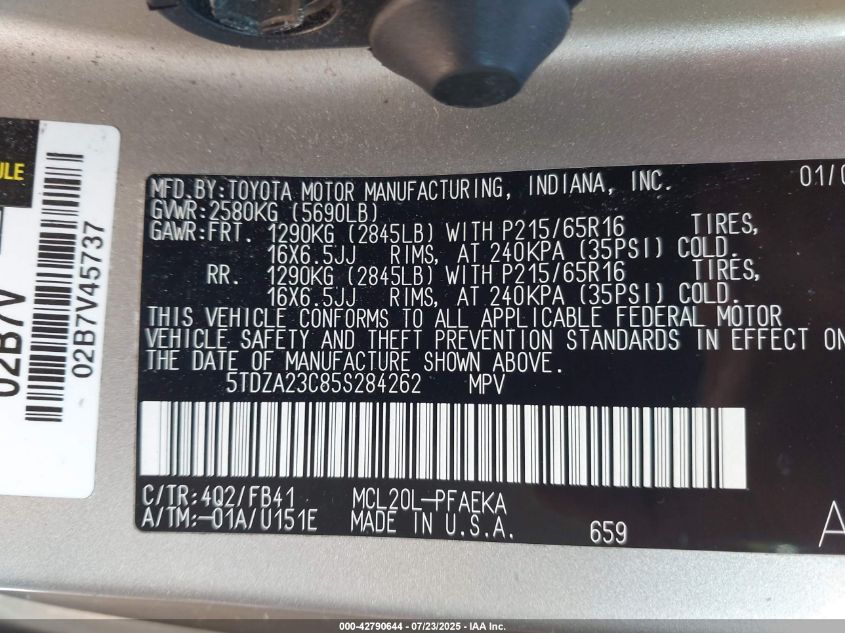 ULE
02B7V
02B7V45737
MFD.BY:TOYOTA MOTOR MANUFACTURING, INDIANA, INC. 01/0
GVWR:2580KG (5690LB)
GAWR:FRT. 1290KG (2845LB) WITH P215/65R16 TIRES,
16X6.5JJ RIMS, AT 240KPA (35PSI) COLD.
RR. 1290KG (2845LB) WITH P215/65R16 TIRES,
16X6.5JJ RIMS, AT 240KPA (35PSI) COLD.
THIS VEHICLE CONFORMS TO ALL APPLICABLE FEDERAL MOTOR
VEHICLE SAFETY AND THEFT PREVENTION STANDARDS IN EFFECT ON
THE DATE OF MANUFACTURE SHOWN ABOVE.
5TDZA23C85S284262 MPV
C/TR:4Q2/FB41 MCL20L-PFAEKA
A/TM:-01A/U151E MADE IN U.S.A. 659 A
000-42790644 - 07/23/2025 - IAA Inc.